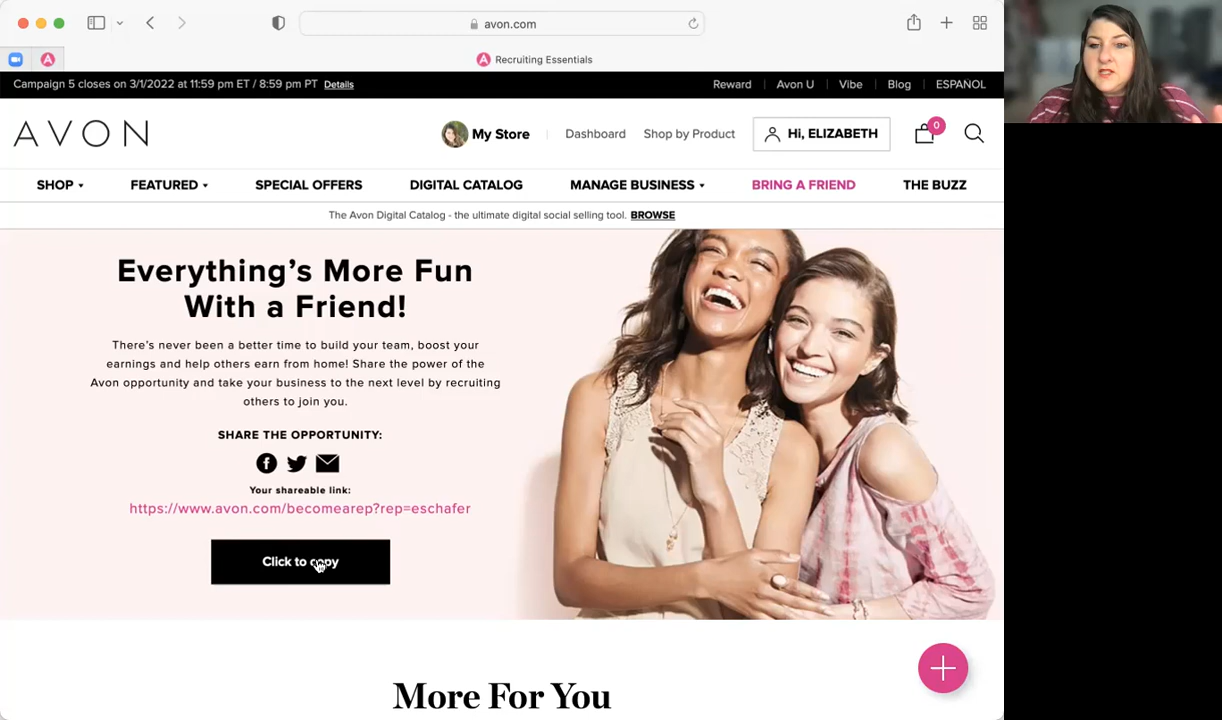 avon.com
Recruiting Essentials
Campaign 5 closes on 3/1/2022 at 11:59 pm ET / 8:59 pm PT Details
Reward Avon U Vibe Blog ESPANOL
AVON
My Store Dashboard Shop by Product Hi, ELIZABETH 0
SHOP FEATURED SPECIAL OFFERS DIGITAL CATALOG MANAGE BUSINESS BRING A FRIEND THE BUZZ
The Avon Digital Catalog - the ultimate digital social selling tool. BROWSE
Everything's More Fun
With a Friend!
There's never been a better time to build your team, boost your
earnings and help others earn from home! Share the power of the
Avon opportunity and take your business to the next level by recruiting
others to join you.
SHARE THE OPPORTUNITY:
Your shareable link:
https://www.avon.com/becomearep?rep=eschafer
Click to copy
More For You